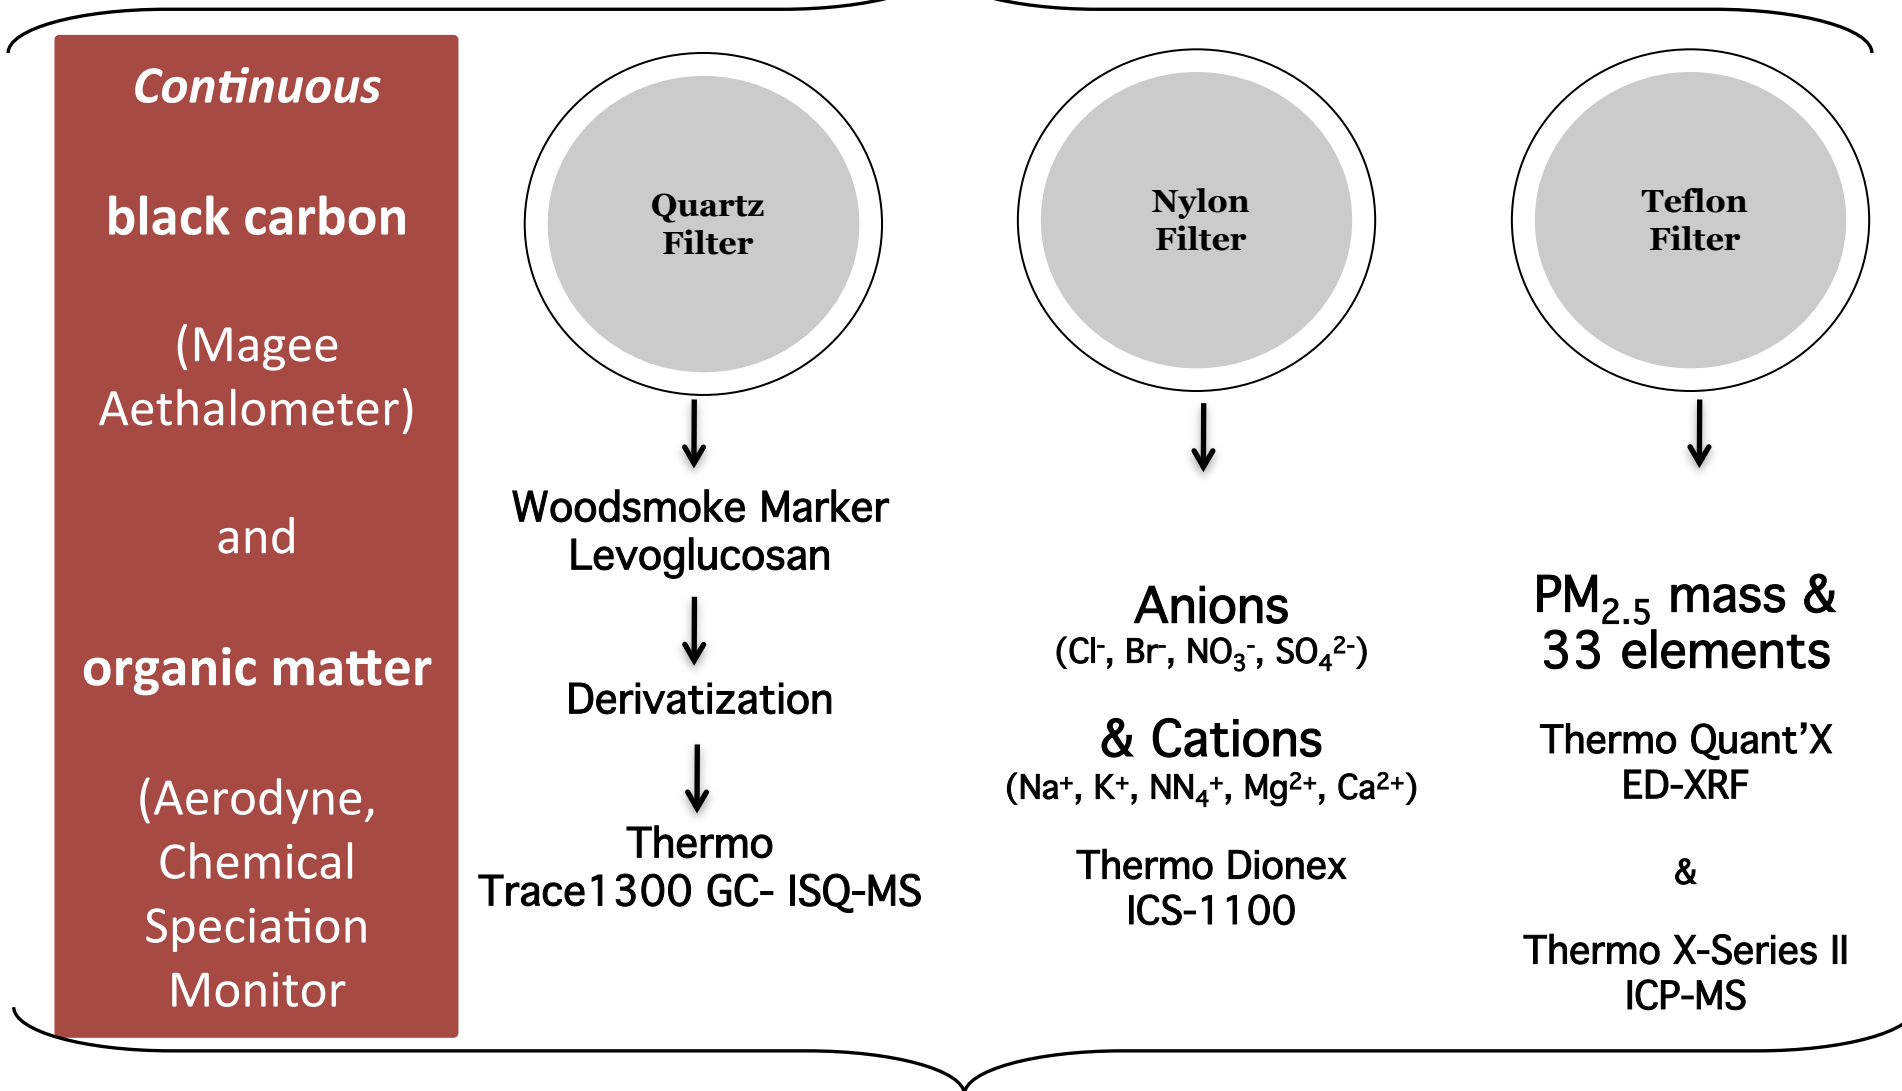 Continuous
black carbon
(Magee
Aethalometer)
and
organic matter
(Aerodyne,
Chemical
Speciation
Monitor
Quartz
Filter
Woodsmoke Marker
Levoglucosan
Derivatization
Thermo
Trace1300 GC- ISQ-MS
Nylon
Filter
Anions
(Cl⁻, Br⁻, NO₃⁻, SO₄²⁻)
& Cations
(Na⁺, K⁺, NN₄⁺, Mg²⁺, Ca²⁺)
Thermo Dionex
ICS-1100
Teflon
Filter
PM₂.₅ mass &
33 elements
Thermo Quant’X
ED-XRF
&
Thermo X-Series II
ICP-MS